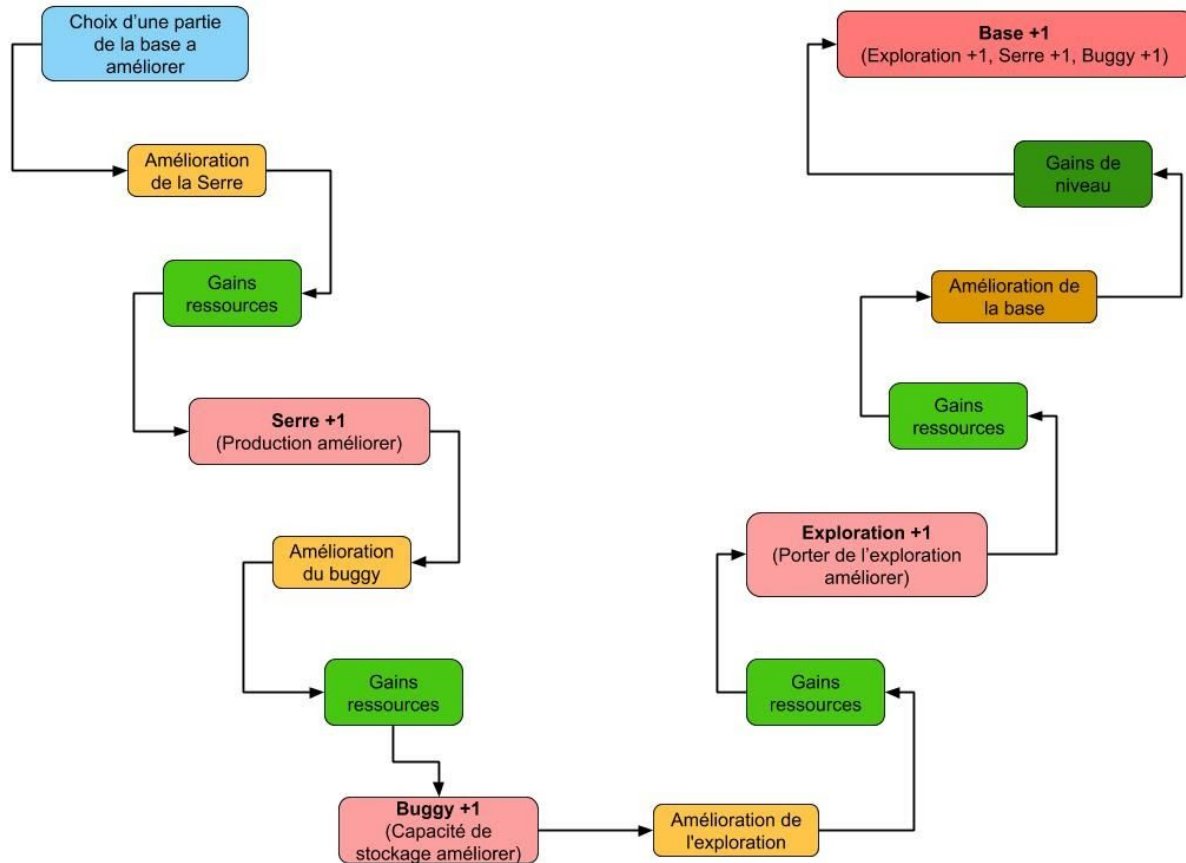 Choix d’une partie
de la base a
améliorer
Amélioration
de la Serre
Gains
ressources
Serre +1
(Production améliorer)
Amélioration
du buggy
Gains
ressources
Buggy +1
(Capacité de
stockage améliorer)
Amélioration de
l'exploration
Gains
ressources
Exploration +1
(Porter de l’exploration
améliorer)
Gains
ressources
Amélioration de
la base
Gains de
niveau
Base +1
(Exploration +1, Serre +1, Buggy +1)